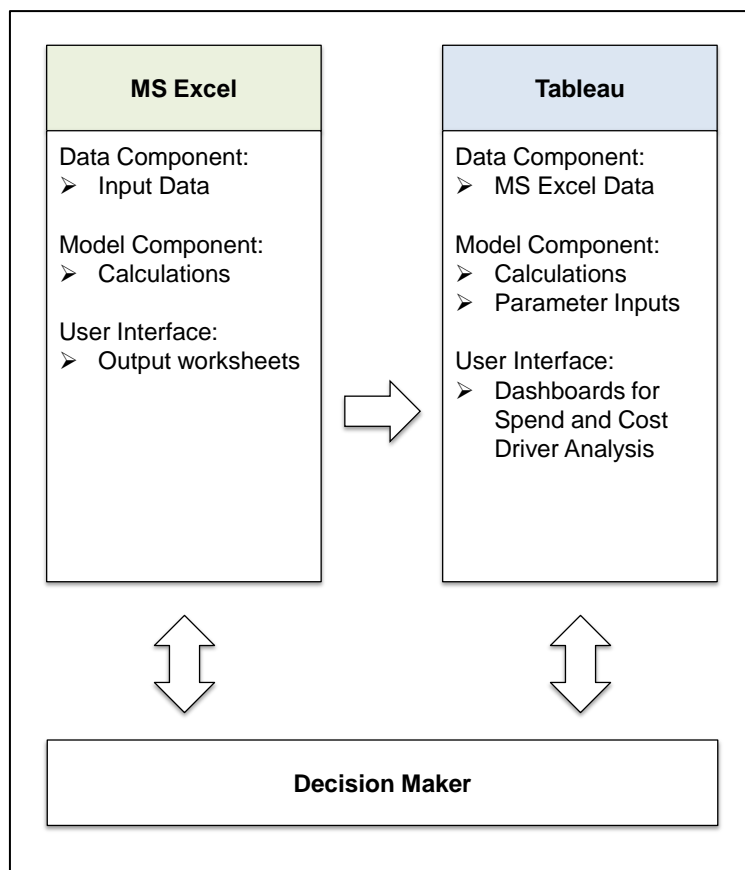 MS Excel
Data Component:
➢ Input Data
Model Component:
➢ Calculations
User Interface:
➢ Output worksheets
Tableau
Data Component:
➢ MS Excel Data
Model Component:
➢ Calculations
➢ Parameter Inputs
User Interface:
➢ Dashboards for
Spend and Cost
Driver Analysis
Decision Maker